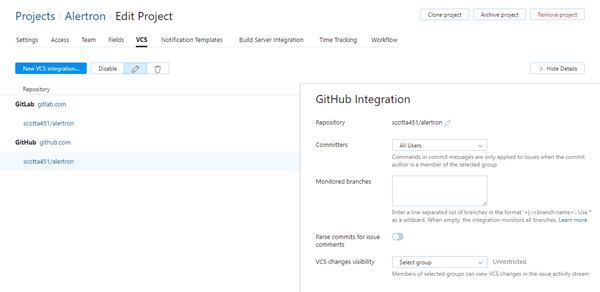 Projects › Alertron › Edit Project
Clone project
Archive project
Remove project
Settings Access Team Fields VCS Notification Templates Build Server Integration Time Tracking Workflow
New VCS integration...
Disable
Hide Details
Repository
GitLab gitlab.com
scotta451/alertron
GitHub github.com
scotta451/alertron
GitHub Integration
Repository scotta451/alertron
Committers All Users
Commands in commit messages are only applied to issues when the commit
author is a member of the selected group
Monitored branches
Enter a line-separated list of branches in the format '+|-:<branch name>'. Use *
as a wildcard. When empty, the integration monitors all branches. Learn more
Parse commits for issue
comments
VCS changes visibility Select group Unrestricted
Members of selected groups can view VCS changes in the issue activity stream